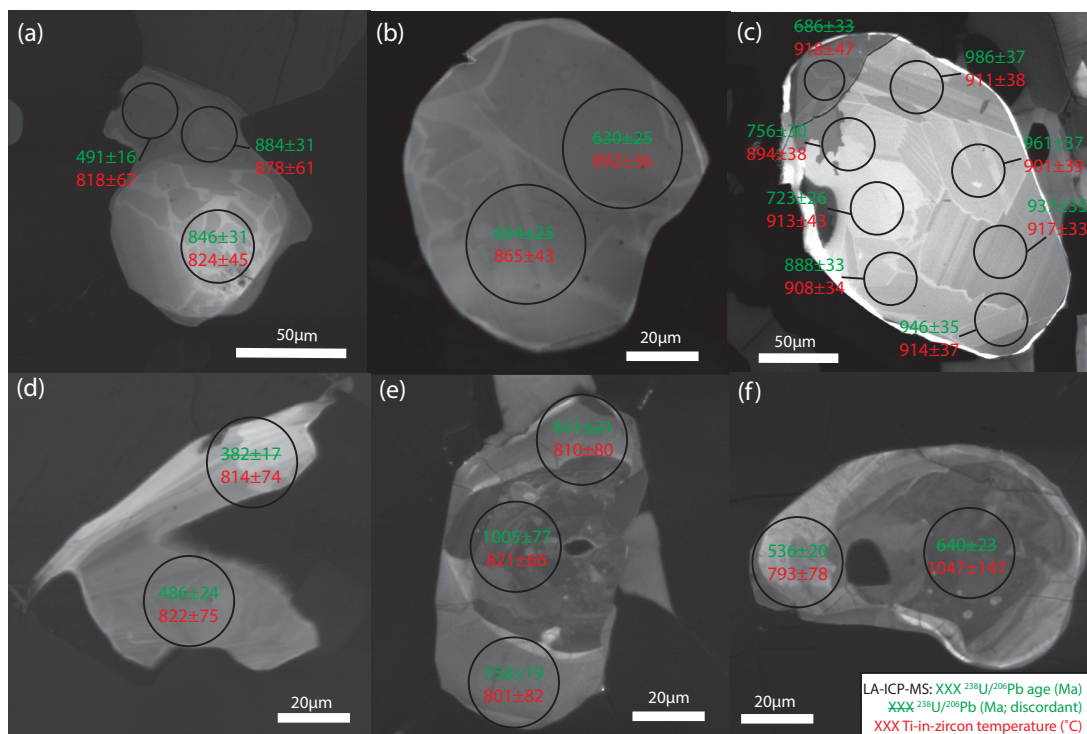 (a)
491±16
818±67
884±31
878±61
846±31
824±45
50μm
(b)
630±25
892±36
654±25
865±43
20μm
(c)
686±33
918±47
986±37
911±38
756±30
894±38
961±37
901±39
723±26
913±43
937±35
917±33
888±33
908±34
946±35
914±37
50μm
(d)
382±17
814±74
486±24
822±75
20μm
(e)
810±80
1005±77
821±66
558±19
801±82
20μm
(f)
536±20
793±78
640±23
1047±147
20μm
LA-ICP-MS: XXX ²³⁸U/²⁰⁶Pb age (Ma)
XXX ²³⁸U/²⁰⁶Pb (Ma; discordant)
XXX Ti-in-zircon temperature (˚C)